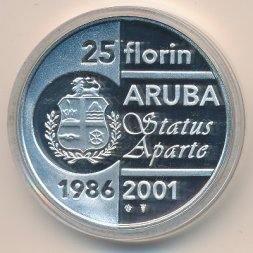 25 florin
ARUBA
Status
Aparte
1986 2001